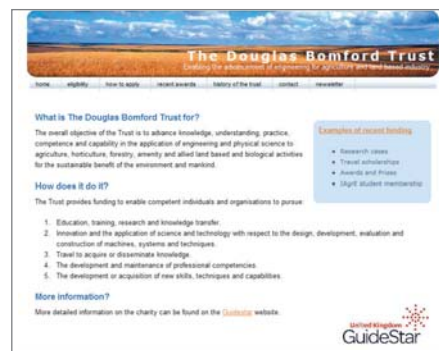 The Douglas Bomford Trust
Enabling the advancement of engineering for agriculture and land based industry
home eligibility how to apply recent awards history of the trust contact newsletter
What is The Douglas Bomford Trust for?
The overall objective of the Trust is to advance knowledge, understanding, practice,
competence and capability in the application of engineering and physical science to
agriculture, horticulture, forestry, amenity and allied land based and biological activities
for the sustainable benefit of the environment and mankind.
Examples of recent funding
Research cases
Travel scholarships
Awards and Prizes
IAgrE student membership
How does it do it?
The Trust provides funding to enable competent individuals and organisations to pursue:
1. Education, training, research and knowledge transfer.
2. Innovation and the application of science and technology with respect to the design, development, evaluation and
construction of machines, systems and techniques.
3. Travel to acquire or disseminate knowledge.
4. The development and maintenance of professional competencies.
5. The development or acquisition of new skills, techniques and capabilities.
More information?
More detailed information on the charity can be found on the Guidestar website.
United Kingdom
GuideStar